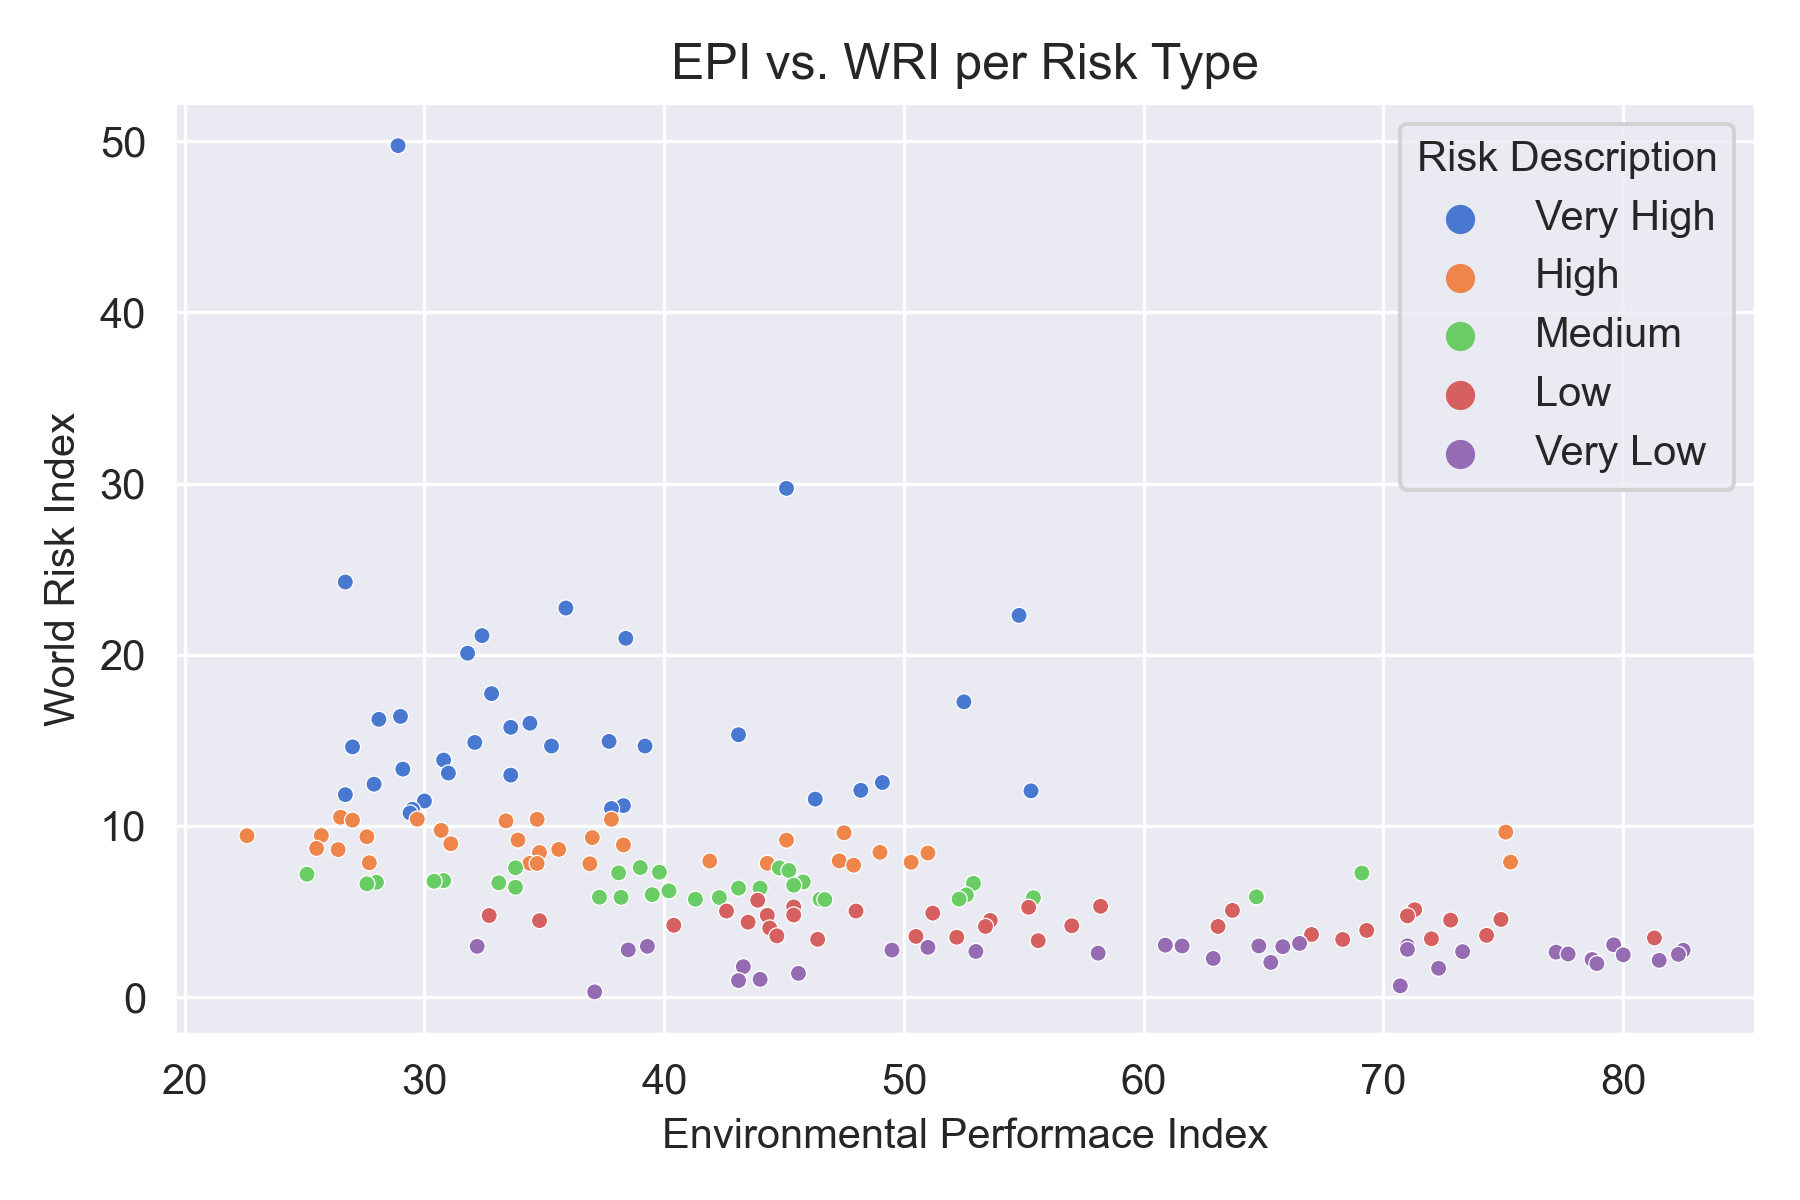 EPI vs. WRI per Risk Type
Risk Description
Very High
High
Medium
Low
Very Low
World Risk Index
50
40
30
20
10
0
20 30 40 50 60 70 80
Environmental Performace Index